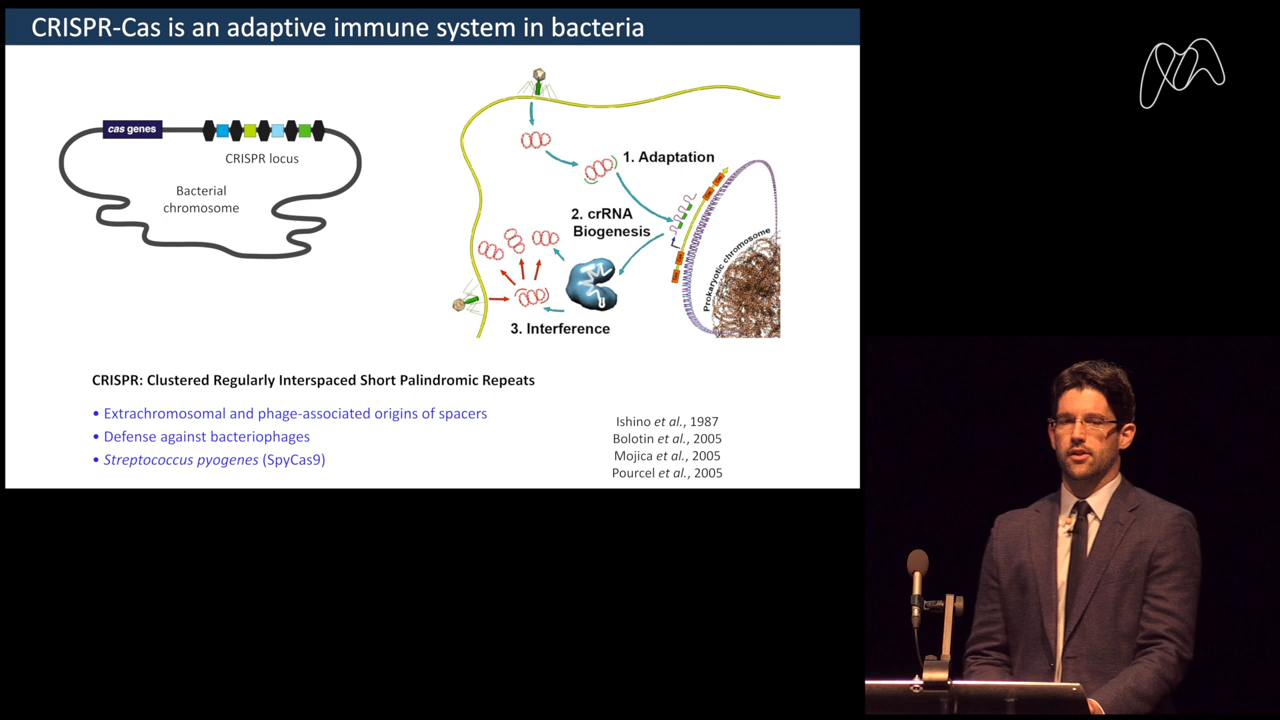 CRISPR-Cas is an adaptive immune system in bacteria
cas genes
CRISPR locus
Bacterial
chromosome
1. Adaptation
2. crRNA
Biogenesis
3. Interference
Prokaryotic chromosome
CRISPR: Clustered Regularly Interspaced Short Palindromic Repeats
• Extrachromosomal and phage-associated origins of spacers
• Defense against bacteriophages
• Streptococcus pyogenes (SpyCas9)
Ishino et al., 1987
Bolotin et al., 2005
Mojica et al., 2005
Pourcel et al., 2005